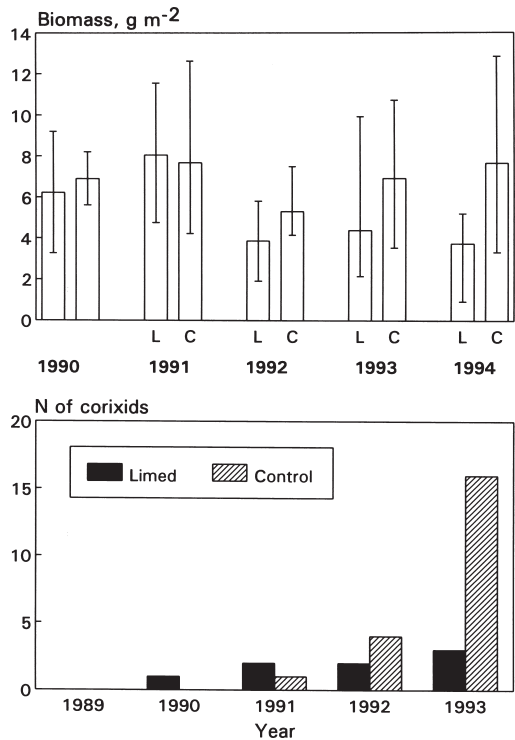 Biomass, g m-2
14
12
10
8
6
4
2
0
L C L C L C L C
1990 1991 1992 1993 1994
N of corixids
20
15
10
5
0
Limed Control
1989 1990 1991 1992 1993
Year